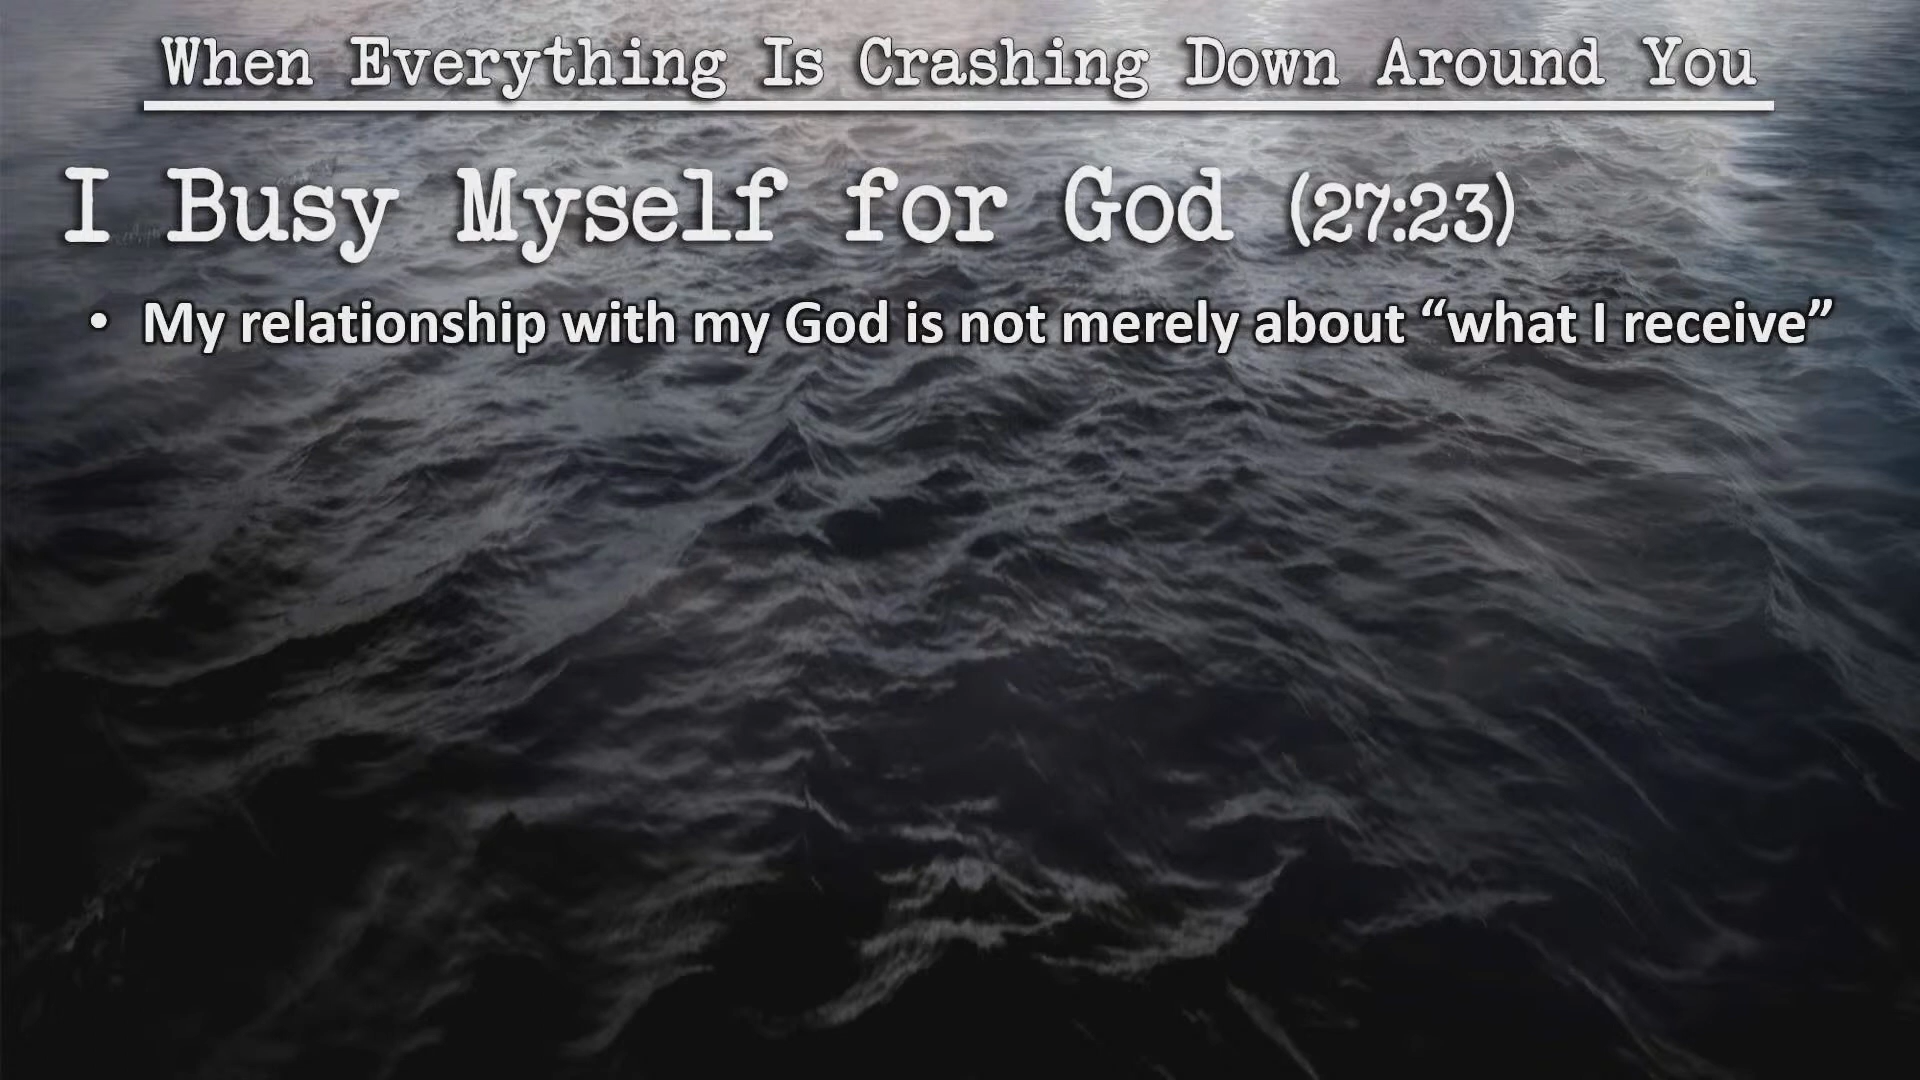 When Everything Is Crashing Down Around You
I Busy Myself for God (27:23)
• My relationship with my God is not merely about “what I receive”